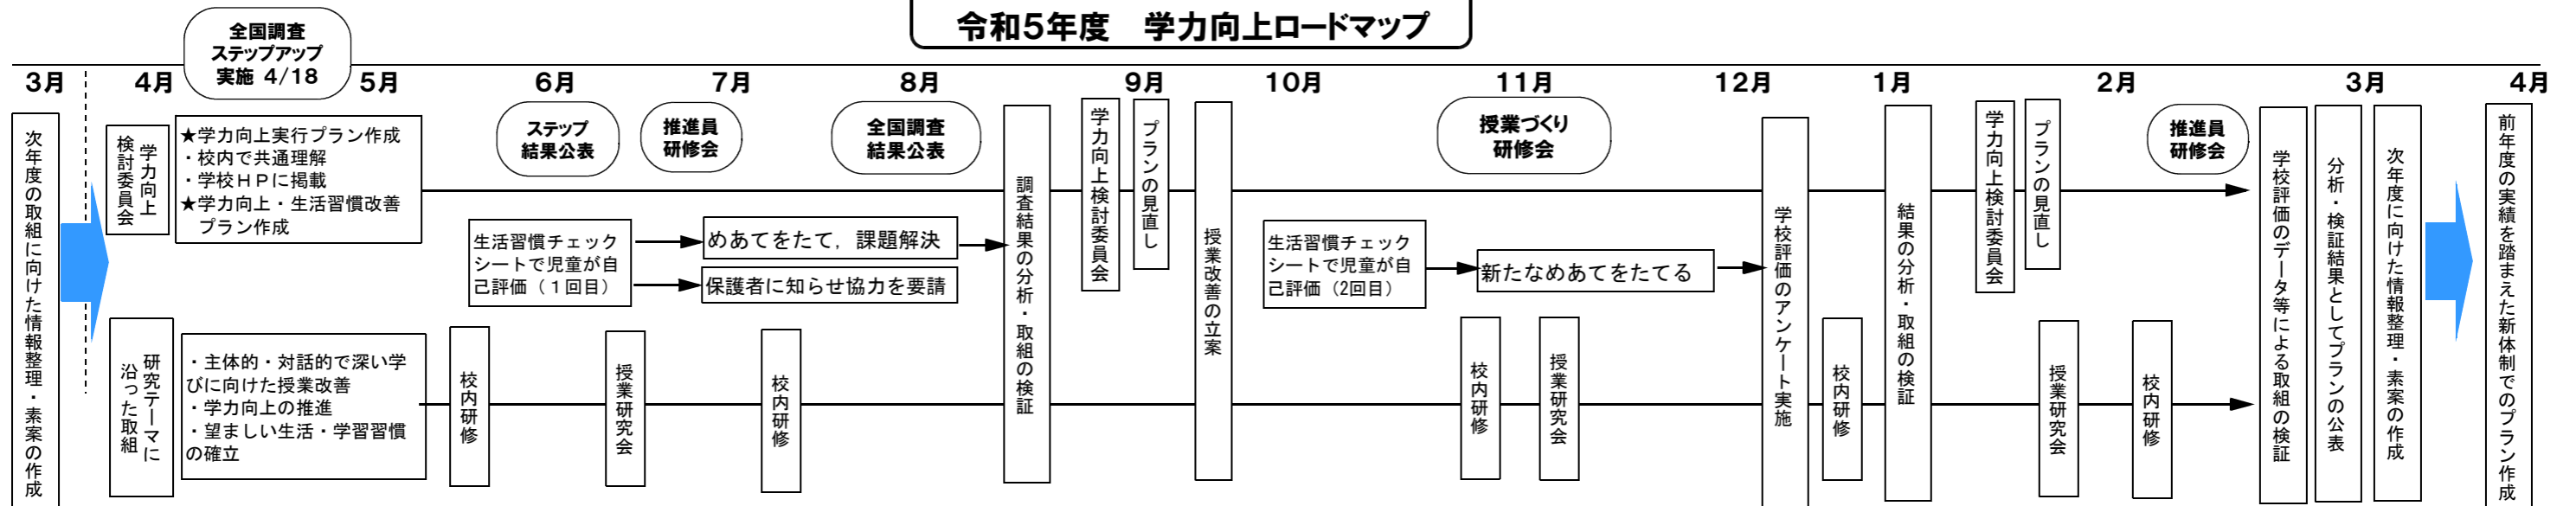 令和5年度　学力向上ロードマップ
全国調査
ステップアップ
実施 4/18
3月
4月
5月
6月
7月
8月
9月
10月
11月
12月
1月
2月
3月
4月
次年度の取組に向けた情報整理・素案の作成
学力向上
検討委員会
★学力向上実行プラン作成
・校内で共通理解
・学校ＨＰに掲載
★学力向上・生活習慣改善
プラン作成
研究テーマに
沿った取組
・主体的・対話的で深い学
びに向けた授業改善
・学力向上の推進
・望ましい生活・学習習慣
の確立
ステップ
結果公表
推進員
研修会
全国調査
結果公表
生活習慣チェック
シートで児童が自
己評価（１回目）
めあてをたて，課題解決
保護者に知らせ協力を要請
校内研修
授業研究会
校内研修
調査結果の分析・取組の検証
学力向上検討委員会
プランの見直し
授業改善の立案
授業づくり
研修会
生活習慣チェック
シートで児童が自
己評価（2回目）
新たなめあてをたてる
校内研修
授業研究会
学校評価のアンケート実施
校内研修
結果の分析・取組の検証
学力向上検討委員会
プランの見直し
推進員
研修会
授業研究会
校内研修
学校評価のデータ等による取組の検証
分析・検証結果としてプランの公表
次年度に向けた情報整理・素案の作成
前年度の実績を踏まえた新体制でのプラン作成